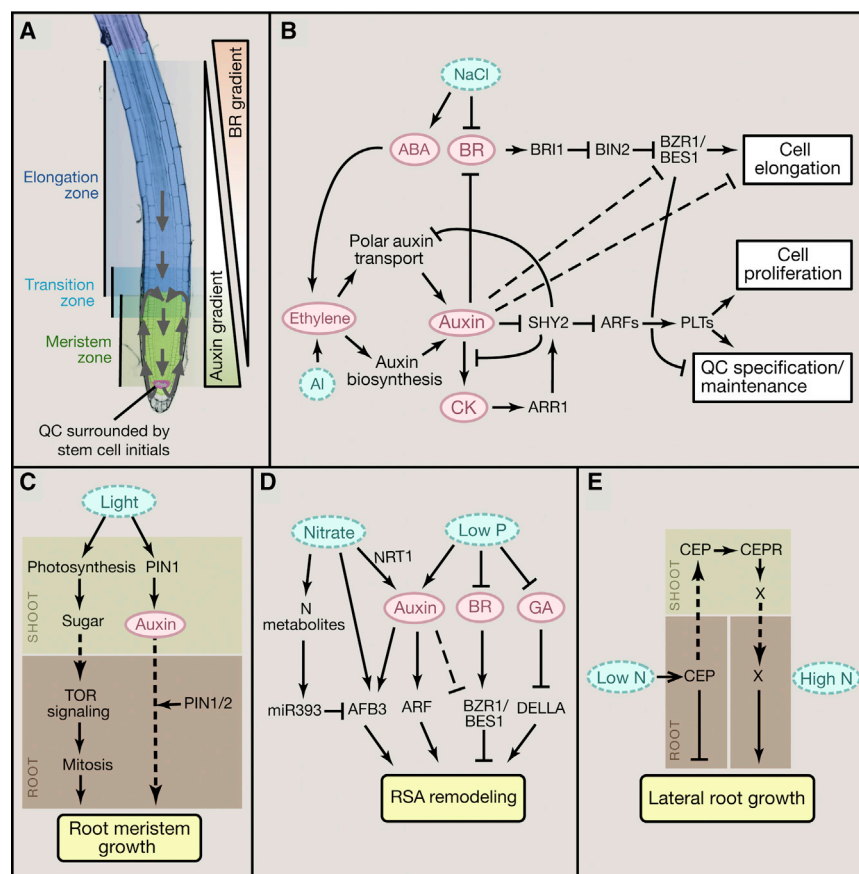 A
BR gradient
Elongation
zone
Transition
zone
Auxin gradient
Meristem
zone
QC surrounded by
stem cell initials
B
NaCl
ABA
BR
BRI1
BIN2
BZR1/
BES1
Cell
elongation
Polar auxin
transport
Cell
proliferation
Ethylene
Auxin
SHY2
ARFs
PLTs
Auxin
biosynthesis
QC specification/
maintenance
Al
CK
ARR1
C
Light
Photosynthesis
PIN1
SHOOT
Sugar
Auxin
ROOT
TOR
signaling
PIN1/2
Mitosis
Root meristem
growth
D
Nitrate
Low P
NRT1
N
metabolites
Auxin
BR
GA
miR393
AFB3
ARF
BZR1/
BES1
DELLA
RSA remodeling
E
SHOOT
CEP
CEPR
X
Low N
CEP
X
High N
ROOT
Lateral root growth